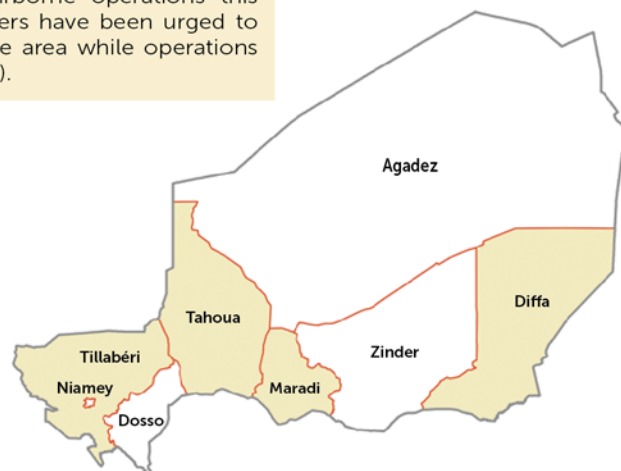 airborne operations this
ers have been urged to
e area while operations
).
Agadez
Tahoua
Diffa
Zinder
Tillabéri
Niamey
Maradi
Dosso